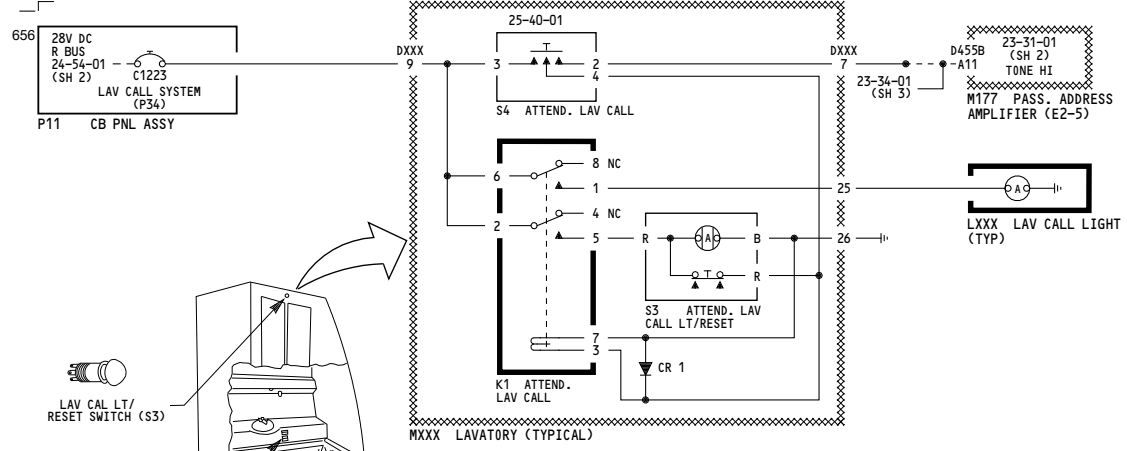 656
28V DC
R BUS
24-54-01
(SH 2)
C1223
LAV CALL SYSTEM
(P34)
P11 CB PNL ASSY
DXXX
9
25-40-01
3
2
4
S4 ATTEND. LAV CALL
DXXX
7
23-34-01
(SH 3)
D455B
A11
23-31-01
(SH 2)
TONE HI
M177 PASS. ADDRESS
AMPLIFIER (E2-5)
8 NC
6
1
25
A
LXXX LAV CALL LIGHT
(TYP)
4 NC
2
5
R
A
B
26
R
S3 ATTEND. LAV
CALL LT/RESET
7
3
CR 1
K1 ATTEND.
LAV CALL
LAV CAL LT/
RESET SWITCH (S3)
MXXX LAVATORY (TYPICAL)